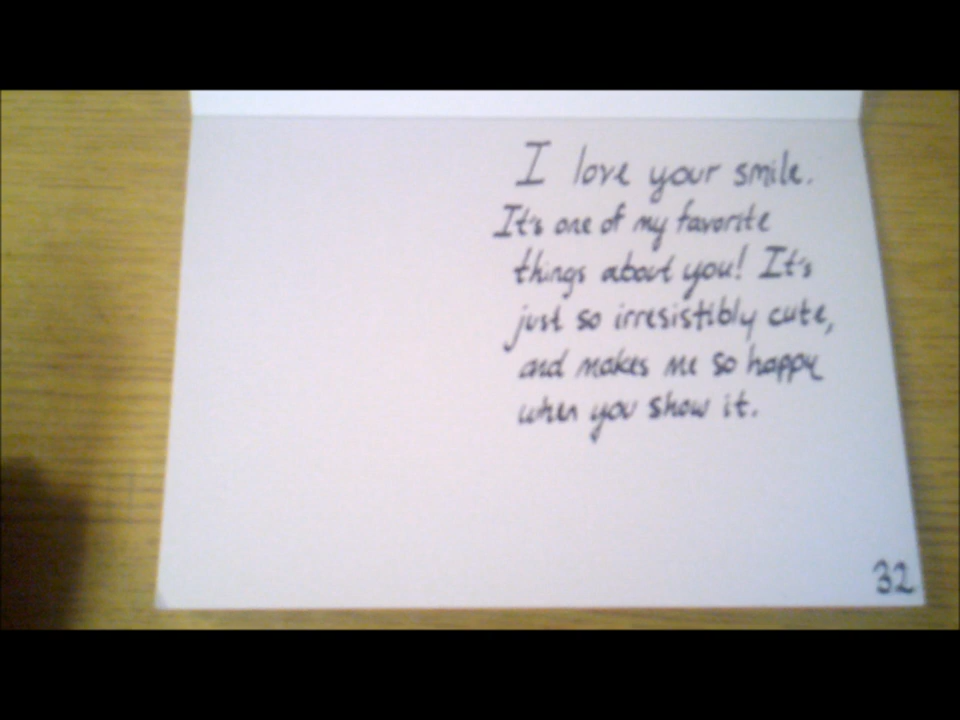 I love your smile.
It's one of my favorite
things about you! It's
just so irresistibly cute,
and makes me so happy
when you show it.
32